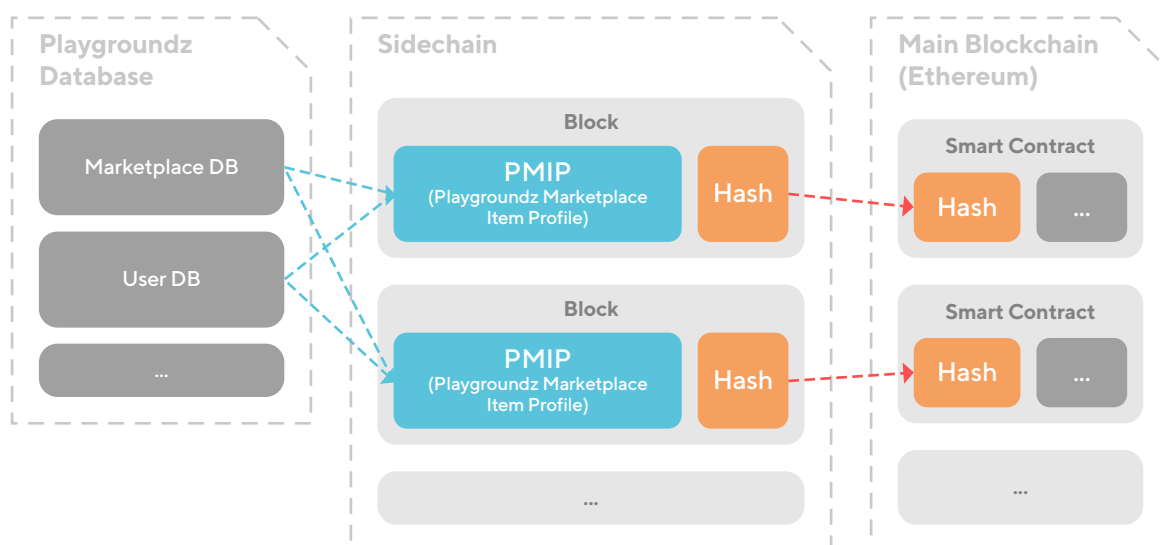 Playgroundz
Database
Marketplace DB
User DB
...
Sidechain
Block
PMIP
(Playgroundz Marketplace
Item Profile)
Hash
Block
PMIP
(Playgroundz Marketplace
Item Profile)
Hash
...
Main Blockchain
(Ethereum)
Smart Contract
Hash
...
Smart Contract
Hash
...
...